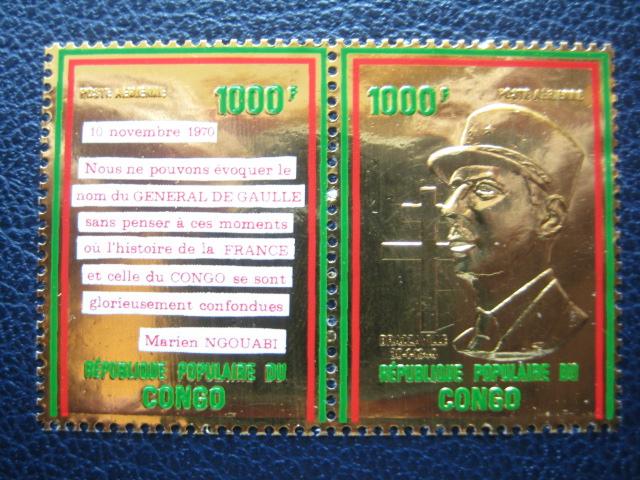 POSTE AERIENNE
1000F
10 novembre 1970
Nous ne pouvons évoquer le
nom du GENERAL DE GAULLE
sans penser à ces moments
où l'histoire de la FRANCE
et celle du CONGO se sont
glorieusement confondues
Marien NGOUABI
RÉPUBLIQUE POPULAIRE DU
CONGO
1000F
POSTE AERIENNE
BRAZZAVILLE
RÉPUBLIQUE POPULAIRE DU
CONGO